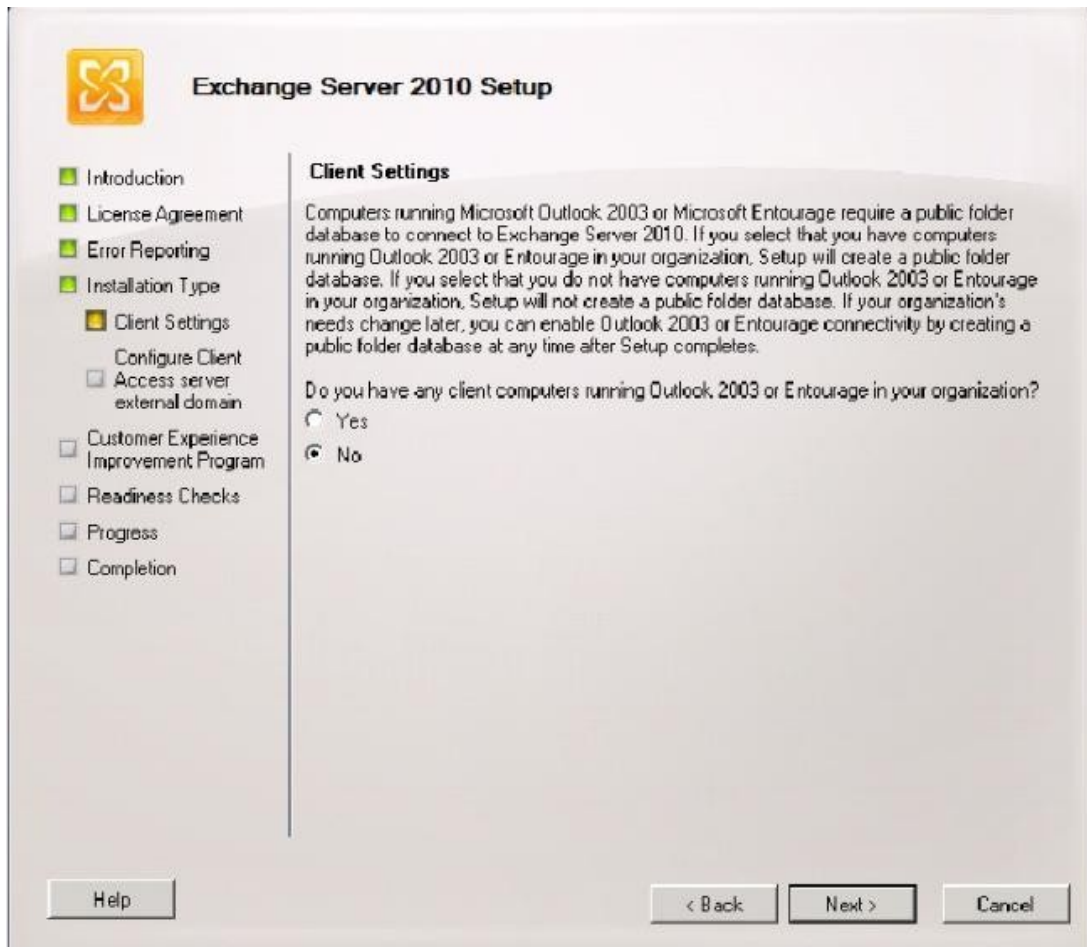 Exchange Server 2010 Setup
Introduction
License Agreement
Error Reporting
Installation Type
Client Settings
Configure Client
Access server
external domain
Customer Experience
Improvement Program
Readiness Checks
Progress
Completion
Client Settings
Computers running Microsoft Outlook 2003 or Microsoft Entourage require a public folder
database to connect to Exchange Server 2010. If you select that you have computers
running Outlook 2003 or Entourage in your organization, Setup will create a public folder
database. If you select that you do not have computers running Outlook 2003 or Entourage
in your organization, Setup will not create a public folder database. If your organization's
needs change later, you can enable Outlook 2003 or Entourage connectivity by creating a
public folder database at any time after Setup completes.
Do you have any client computers running Outlook 2003 or Entourage in your organization?
Yes
No
Help
< Back
Next >
Cancel